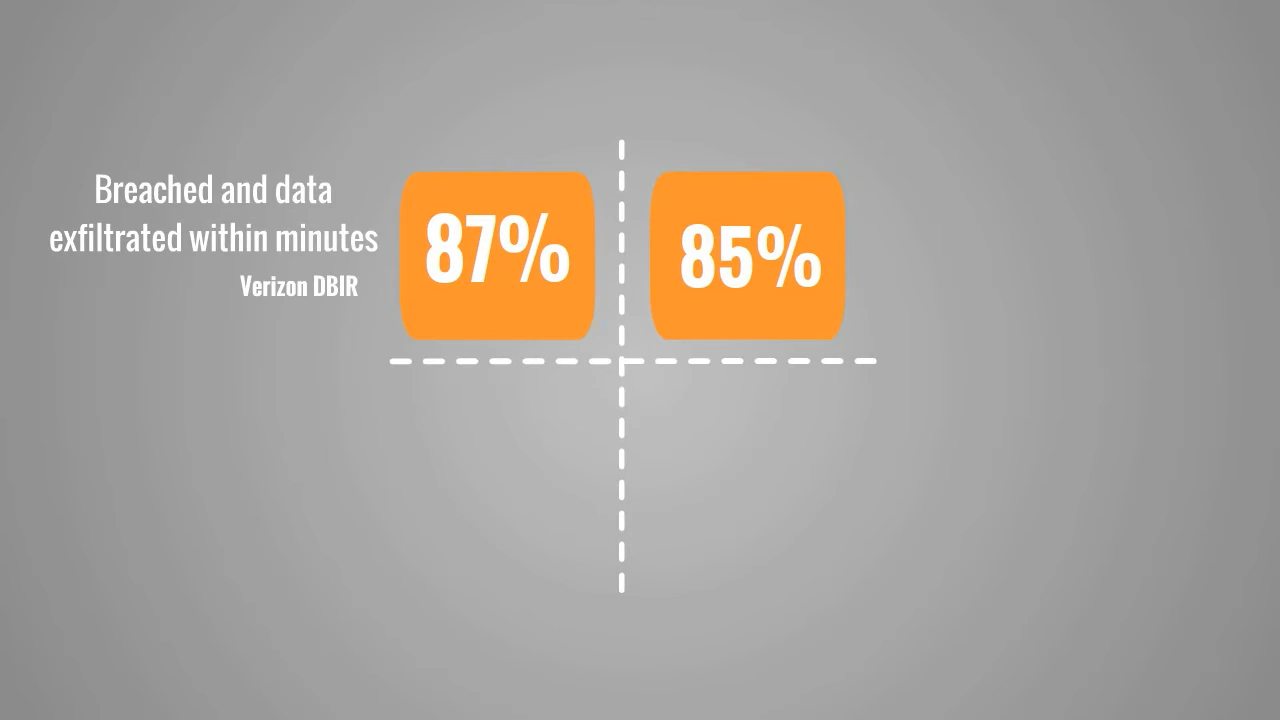 Breached and data
exfiltrated within minutes
Verizon DBIR
87%
85%